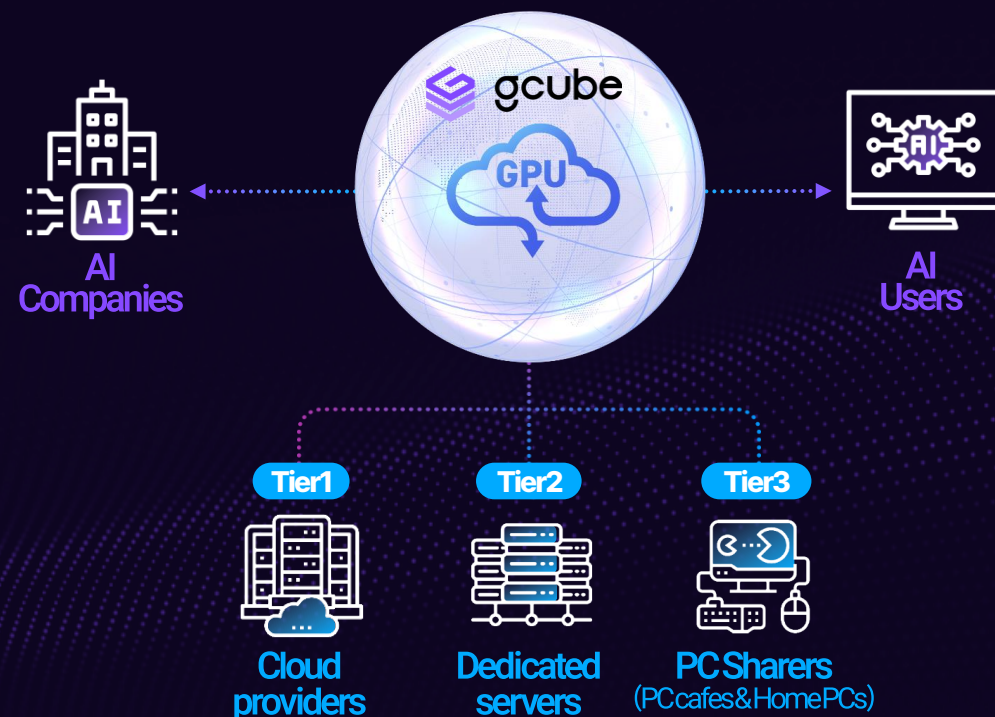 gcube
GPU
AI
AI
Companies
AI
AI
Users
Tier1
Tier2
Tier3
Cloud
providers
Dedicated
servers
PC Sharers
(PC cafes & Home PCs)